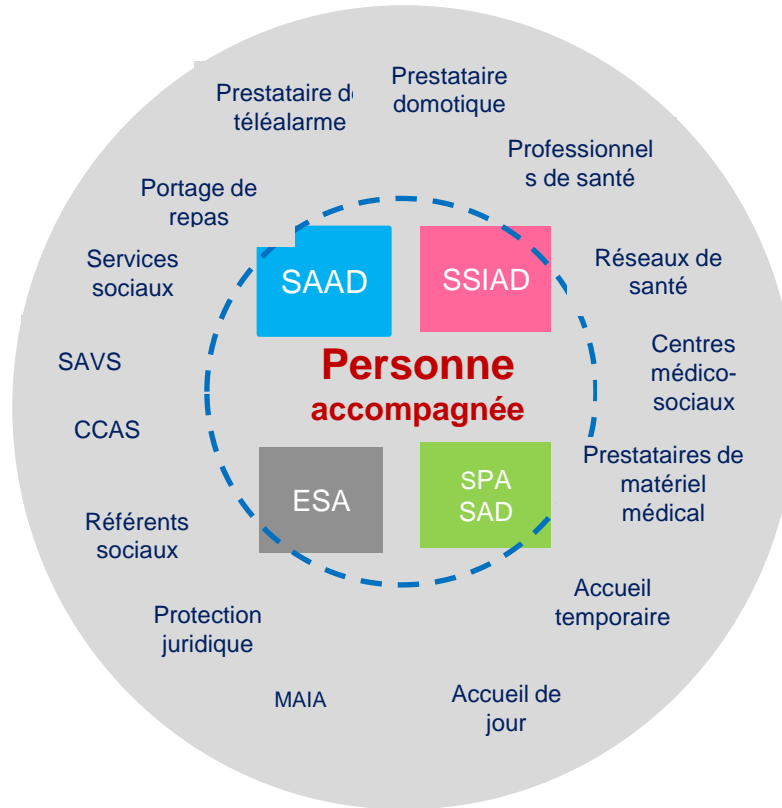 Prestataire
domotique
Prestataire d
téléalarme
Professionnel
s de santé
Portage de
repas
Services
sociaux
SAAD
SSIAD
Réseaux de
santé
SAVS
Personne
accompagnée
Centres
médico-
sociaux
CCAS
ESA
SPA
SAD
Prestataires de
matériel
médical
Référents
sociaux
Accueil
temporaire
Protection
juridique
MAIA
Accueil de
jour